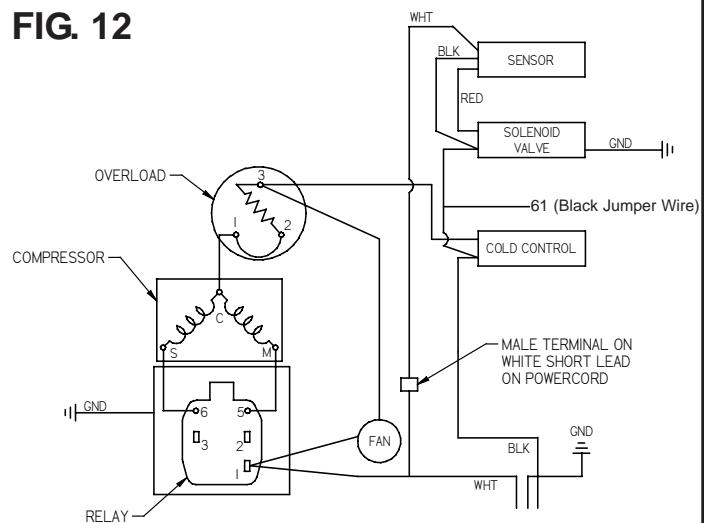 FIG. 12
WHT
BLK
SENSOR
RED
SOLENOID
VALVE
GND
OVERLOAD
3
1
2
61 (Black Jumper Wire)
COLD CONTROL
COMPRESSOR
C
S
M
MALE TERMINAL ON
WHITE SHORT LEAD
ON POWERCORD
GND
6
5
3
2
1
FAN
BLK
GND
WHT
RELAY